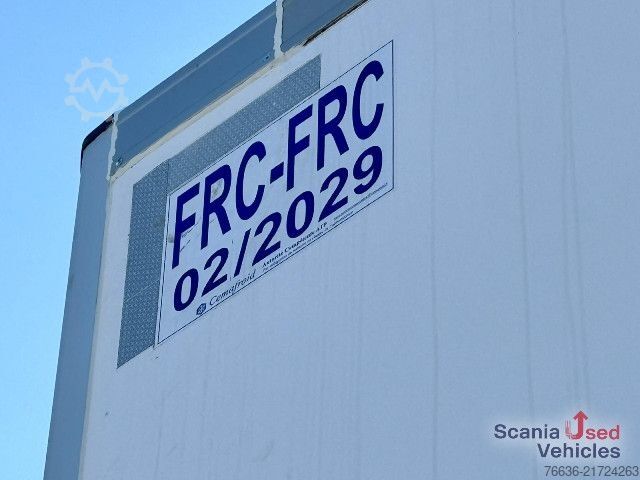 FRC-FRC
02/2029
Cemafroid
Scania Used
Vehicles
76636-21724263